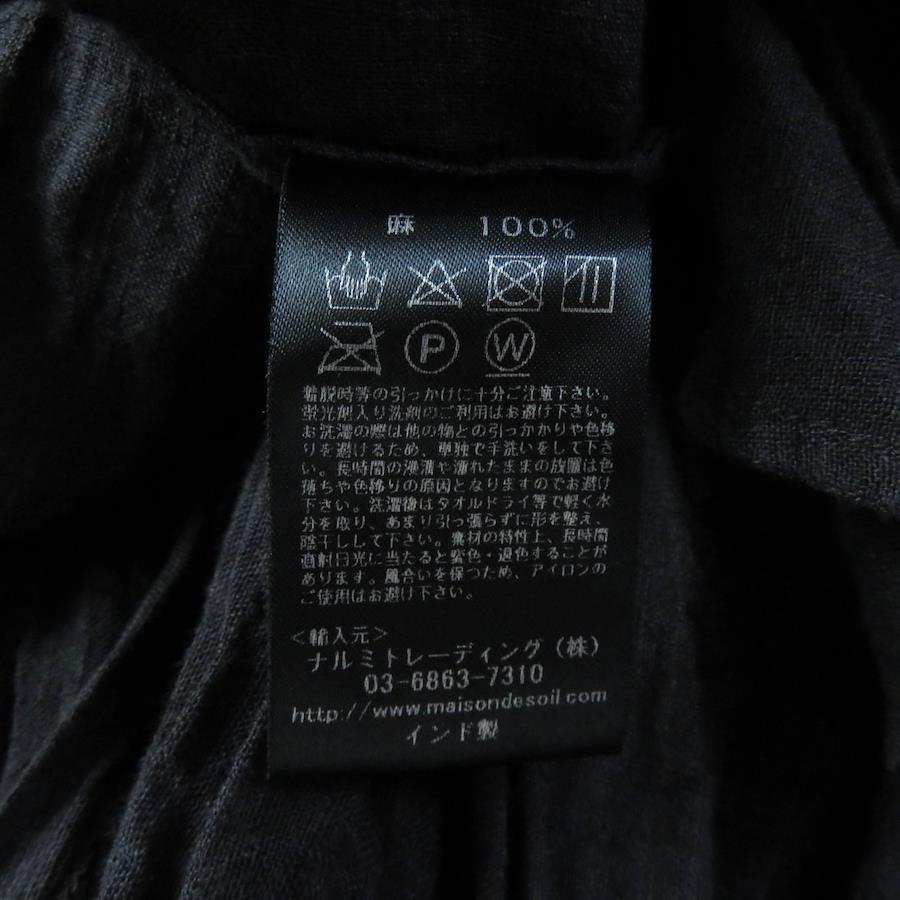 麻　100%
P W
着脱時等の引っかけに十分ご注意下さい。
蛍光剤入り洗剤のご利用はお避け下さい。
お洗濯の際は他の物との引っかかりや色移
りを避けるため、単独で手洗いをして下さ
い。長時間の浸漬や濡れたままの放置は色
落ちや色移りの原因となりますのでお避け
下さい。洗濯後はタオルドライ等で軽く水
分を取り、あまり引っ張らずに形を整え、
陰干しして下さい。素材の特性上、長時間
直射日光に当たると変色・退色することが
あります。風合いを保つため、アイロンの
ご使用はお避け下さい。
＜輸入元＞
ナルミトレーディング（株）
03-6863-7310
http://www.maisondesoil.com
インド製